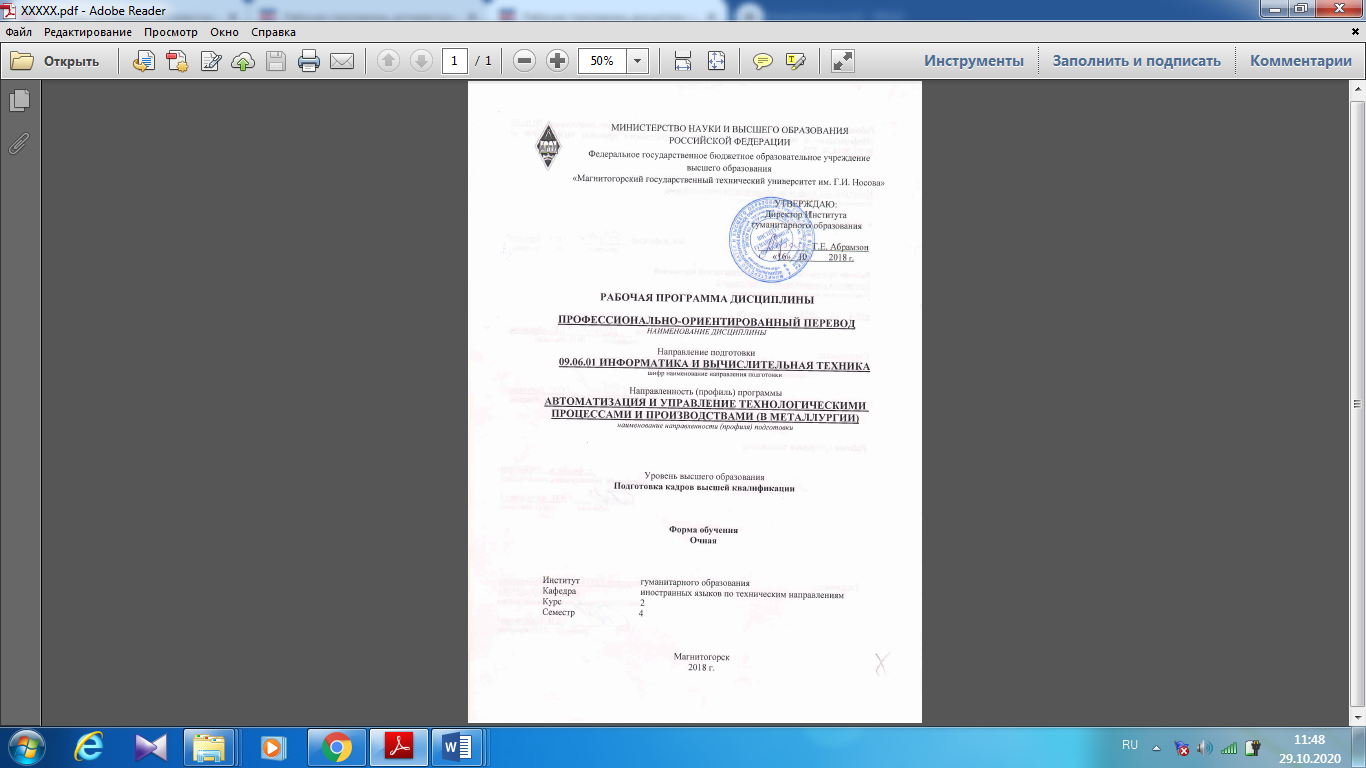 XXXXX.pdf - Adobe Reader
Файл Редактирование Просмотр Окно Справка
Открыть 1 / 1 50% Инструменты Заполнить и подписать Комментарии
МИНИСТЕРСТВО НАУКИ И ВЫСШЕГО ОБРАЗОВАНИЯ
РОССИЙСКОЙ ФЕДЕРАЦИИ
Федеральное государственное бюджетное образовательное учреждение
высшего образования
«Магнитогорский государственный технический университет им. Г.И. Носова»
УТВЕРЖДАЮ:
Директор Института
гуманитарного образования
Т.Е. Абрамзон
«16» 10 2018 г.
РАБОЧАЯ ПРОГРАММА ДИСЦИПЛИНЫ
ПРОФЕССИОНАЛЬНО-ОРИЕНТИРОВАННЫЙ ПЕРЕВОД
НАИМЕНОВАНИЕ ДИСЦИПЛИНЫ
Направление подготовки
09.06.01 ИНФОРМАТИКА И ВЫЧИСЛИТЕЛЬНАЯ ТЕХНИКА
шифр наименование направления подготовки
Направленность (профиль) программы
АВТОМАТИЗАЦИЯ И УПРАВЛЕНИЕ ТЕХНОЛОГИЧЕСКИМИ
ПРОЦЕССАМИ И ПРОИЗВОДСТВАМИ (В МЕТАЛЛУРГИИ)
наименование направленности (профиля) подготовки
Уровень высшего образования
Подготовка кадров высшей квалификации
Форма обучения
Очная
Институт гуманитарного образования
Кафедра иностранных языков по техническим направлениям
Курс 2
Семестр 4
Магнитогорск
2018 г.
RU 11:48
29.10.2020